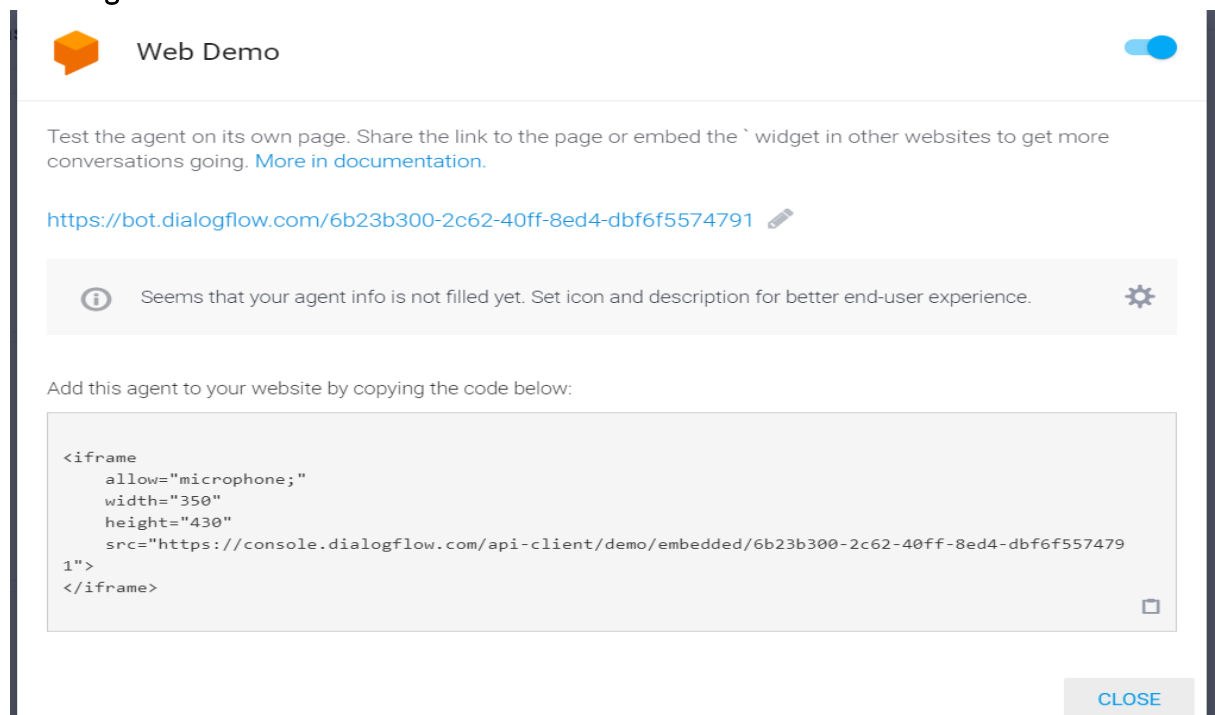 Web Demo
Test the agent on its own page. Share the link to the page or embed the ` widget in other websites to get more
conversations going. More in documentation.
https://bot.dialogflow.com/6b23b300-2c62-40ff-8ed4-dbf6f5574791
Seems that your agent info is not filled yet. Set icon and description for better end-user experience.
Add this agent to your website by copying the code below:
<iframe
    allow="microphone;"
    width="350"
    height="430"
    src="https://console.dialogflow.com/api-client/demo/embedded/6b23b300-2c62-40ff-8ed4-dbf6f557479
1">
</iframe>
CLOSE